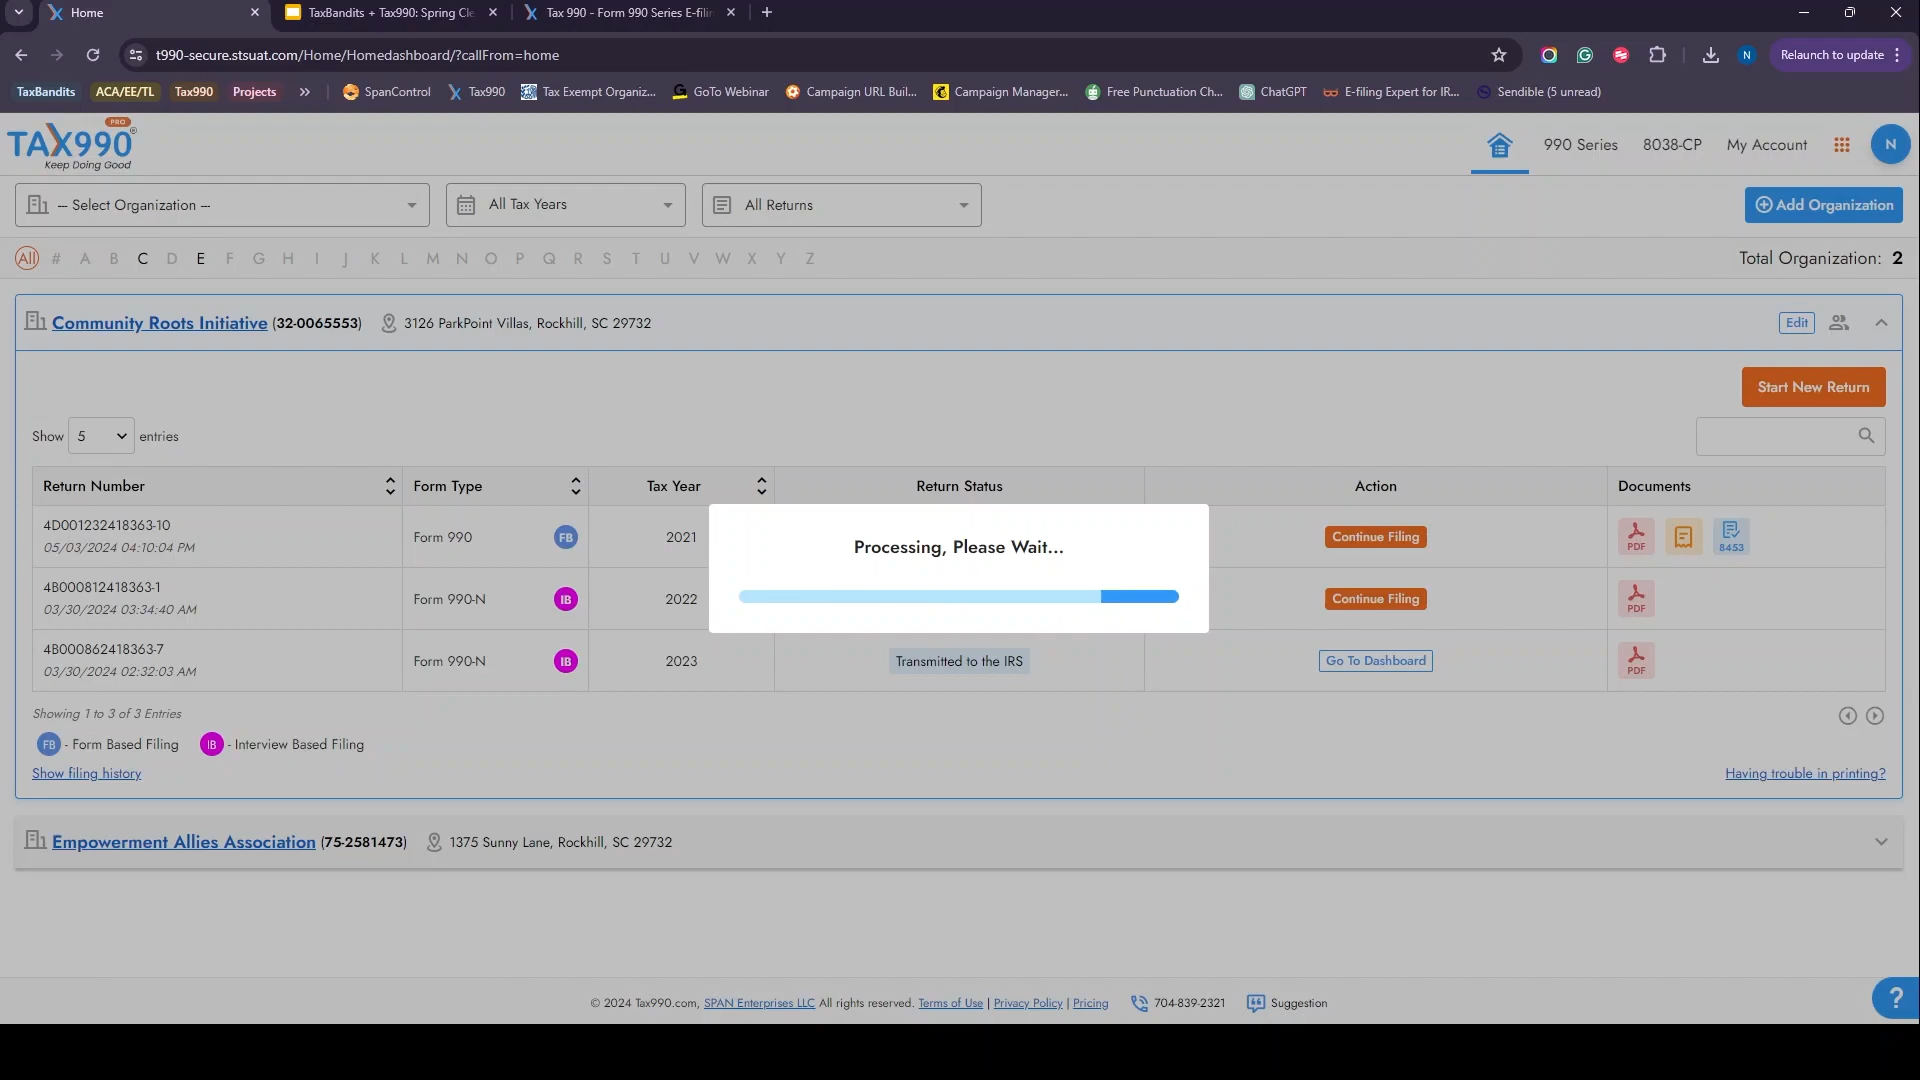 Home
TaxBandits + Tax990: Spring Cle
Tax 990 - Form 990 Series E-filin
t990-secure.stsuat.com/Home/Homedashboard/?callFrom=home
N
Relaunch to update
TaxBandits
ACA/EE/TL
Tax990
Projects
SpanControl
Tax990
Tax Exempt Organiz...
GoTo Webinar
Campaign URL Buil...
Campaign Manager...
Free Punctuation Ch...
ChatGPT
E-filing Expert for IR...
Sendible (5 unread)
PRO
TAX990
Keep Doing Good
990 Series
8038-CP
My Account
N
-- Select Organization --
All Tax Years
All Returns
Add Organization
All # A B C D E F G H I J K L M N O P Q R S T U V W X Y Z
Total Organization: 2
Community Roots Initiative (32-0065553) 3126 ParkPoint Villas, Rockhill, SC 29732
Edit
Start New Return
Show 5 entries
Return Number Form Type Tax Year Return Status Action Documents
4D001232418363-10
05/03/2024 04:10:04 PM
Form 990 FB 2021 Continue Filing PDF 8453
4B0008124183​63-1
03/30/2024 03:34:40 AM
Form 990-N IB 2022 Continue Filing PDF
4B000862418363-7
03/30/2024 02:32:03 AM
Form 990-N IB 2023 Transmitted to the IRS Go To Dashboard PDF
Processing, Please Wait...
Showing 1 to 3 of 3 Entries
FB - Form Based Filing IB - Interview Based Filing
Show filing history
Having trouble in printing?
Empowerment Allies Association (75-2581473) 1375 Sunny Lane, Rockhill, SC 29732
© 2024 Tax990.com, SPAN Enterprises LLC All rights reserved. Terms of Use | Privacy Policy | Pricing 704-839-2321 Suggestion
?